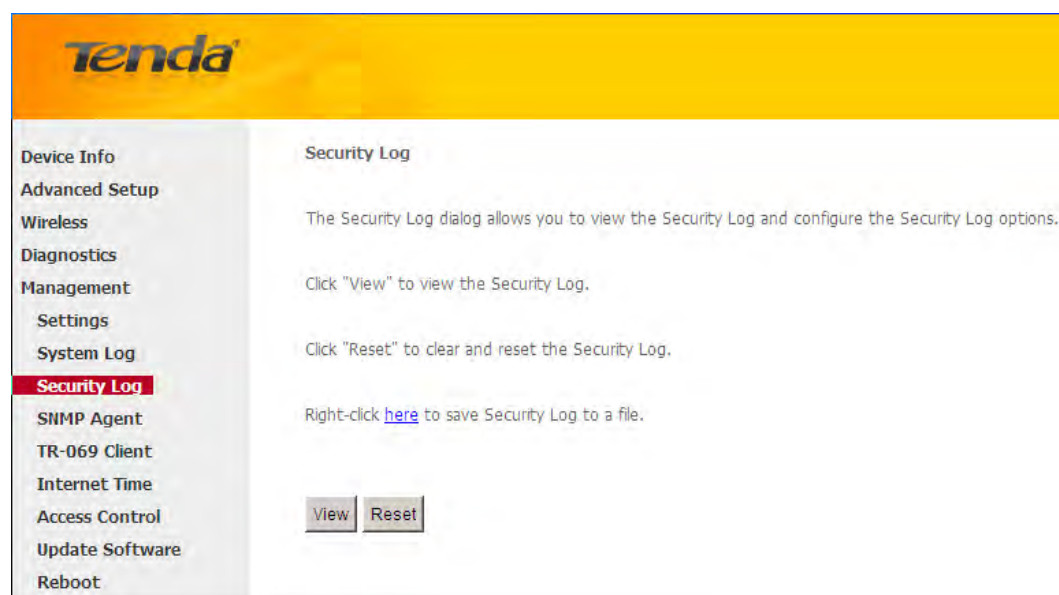 Tenda
Device Info
Advanced Setup
Wireless
Diagnostics
Management
Settings
System Log
Security Log
SNMP Agent
TR-069 Client
Internet Time
Access Control
Update Software
Reboot
Security Log
The Security Log dialog allows you to view the Security Log and configure the Security Log options.
Click "View" to view the Security Log.
Click "Reset" to clear and reset the Security Log.
Right-click here to save Security Log to a file.
View Reset